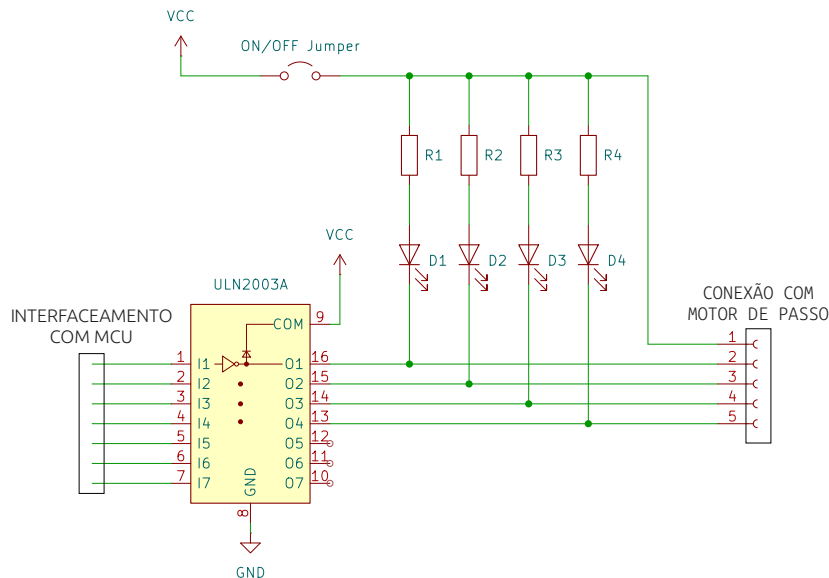 VCC
ON/OFF Jumper
R1
R2
R3
R4
VCC
D1
D2
D3
D4
ULN2003A
CONEXÃO COM
MOTOR DE PASSO
INTERFACEAMENTO
COM MCU
COM
9
1
1
I1
O1
16
2
2
I2
O2
15
3
3
I3
O3
14
4
4
I4
O4
13
5
5
I5
O5
12
6
I6
O6
11
7
I7
O7
10
GND
8
GND